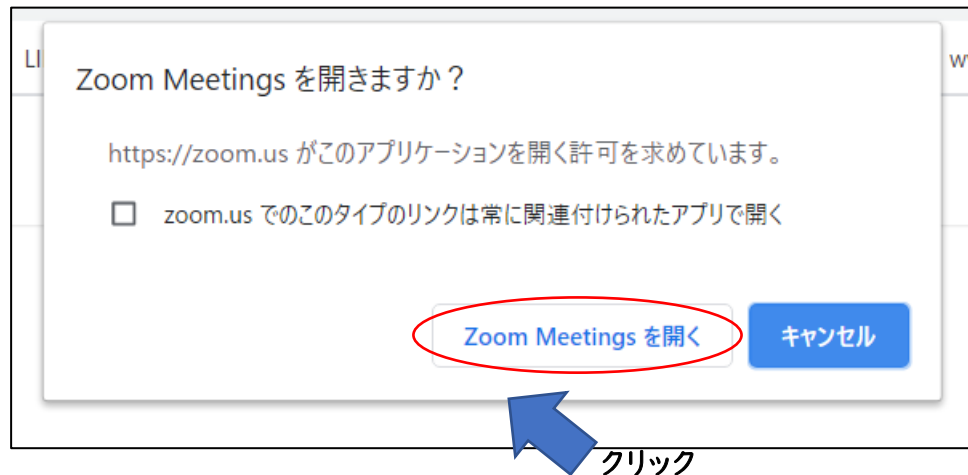 Zoom Meetings を開きますか？
https://zoom.us がこのアプリケーションを開く許可を求めています。
zoom.us でのこのタイプのリンクは常に関連付けられたアプリで開く
Zoom Meetings を開く
キャンセル
クリック